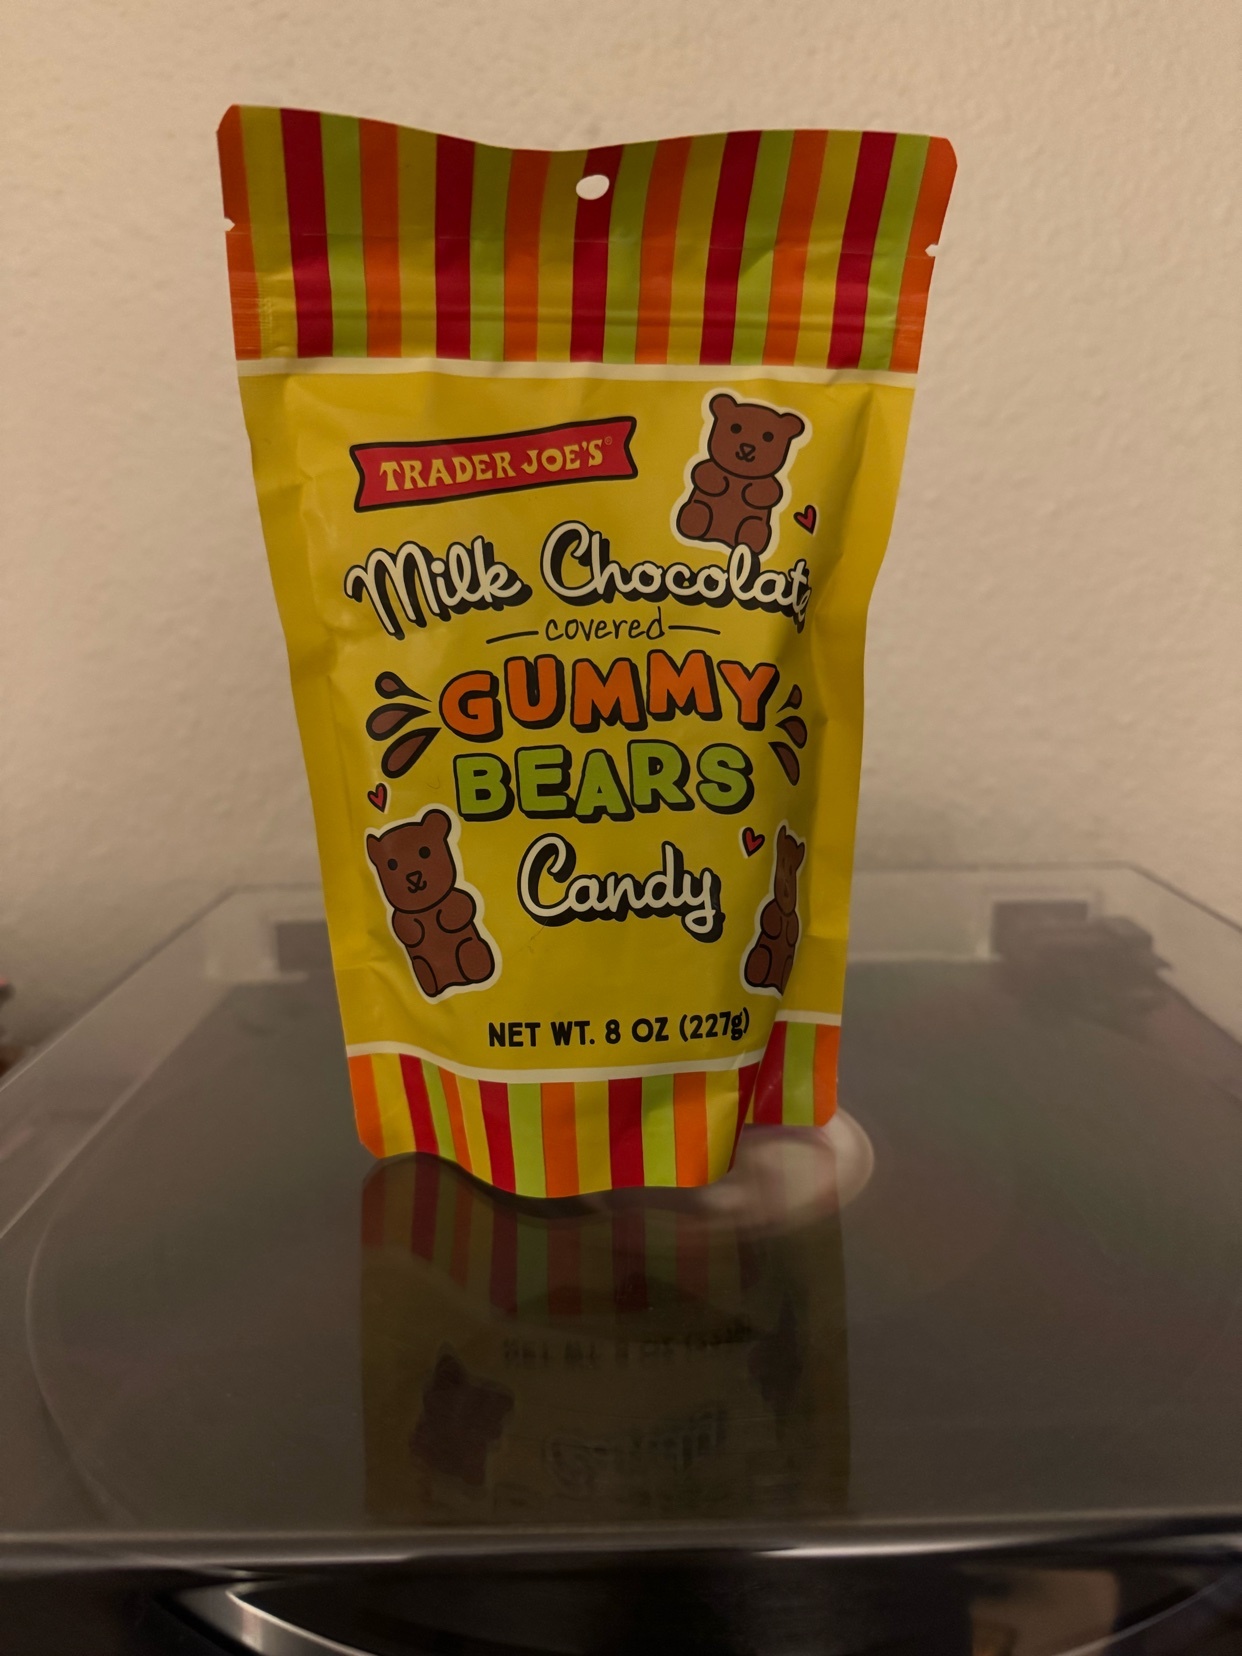 TRADER JOE'S®
Milk Chocolate
covered
GUMMY
BEARS
Candy
NET WT. 8 OZ (227g)